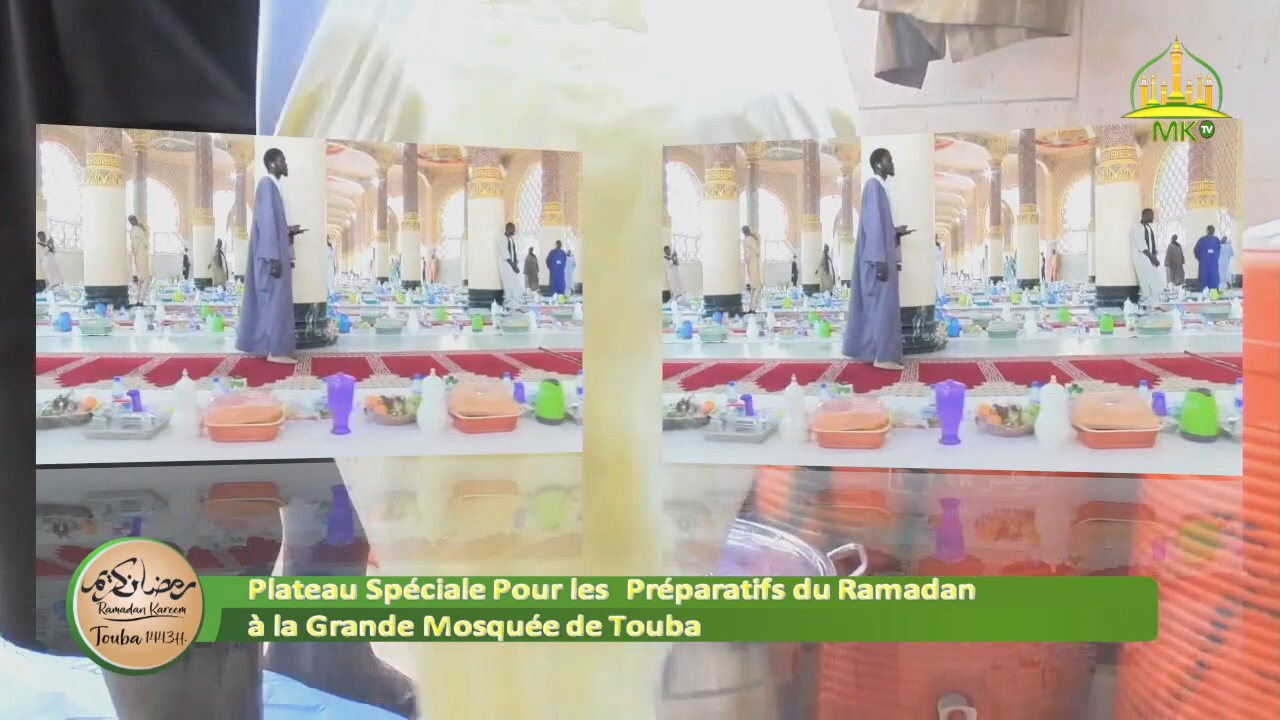 MK TV
Plateau Spéciale Pour les Préparatifs du Ramadan
à la Grande Mosquée de Touba
رمضان كريم
Ramadan Kareem
Touba 1443H.